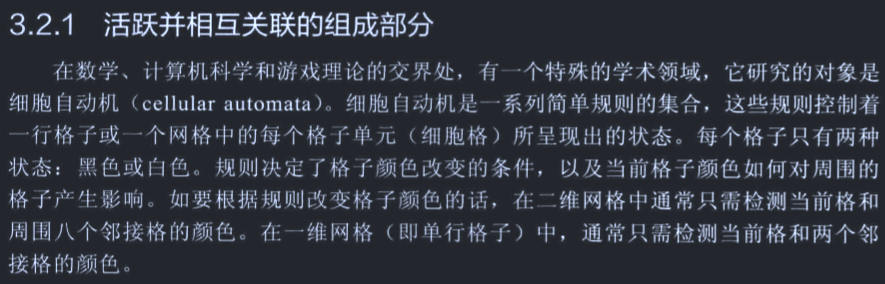 3.2.1 活跃并相互关联的组成部分
在数学、计算机科学和游戏理论的交界处，有一个特殊的学术领域，它研究的对象是
细胞自动机（cellular automata）。细胞自动机是一系列简单规则的集合，这些规则控制着
一行格子或一个网格中的每个格子单元（细胞格）所呈现出的状态。每个格子只有两种
状态：黑色或白色。规则决定了格子颜色改变的条件，以及当前格子颜色如何对周围的
格子产生影响。如要根据规则改变格子颜色的话，在二维网格中通常只需检测当前格和
周围八个邻接格的颜色。在一维网格（即单行格子）中，通常只需检测当前格和两个邻
接格的颜色。